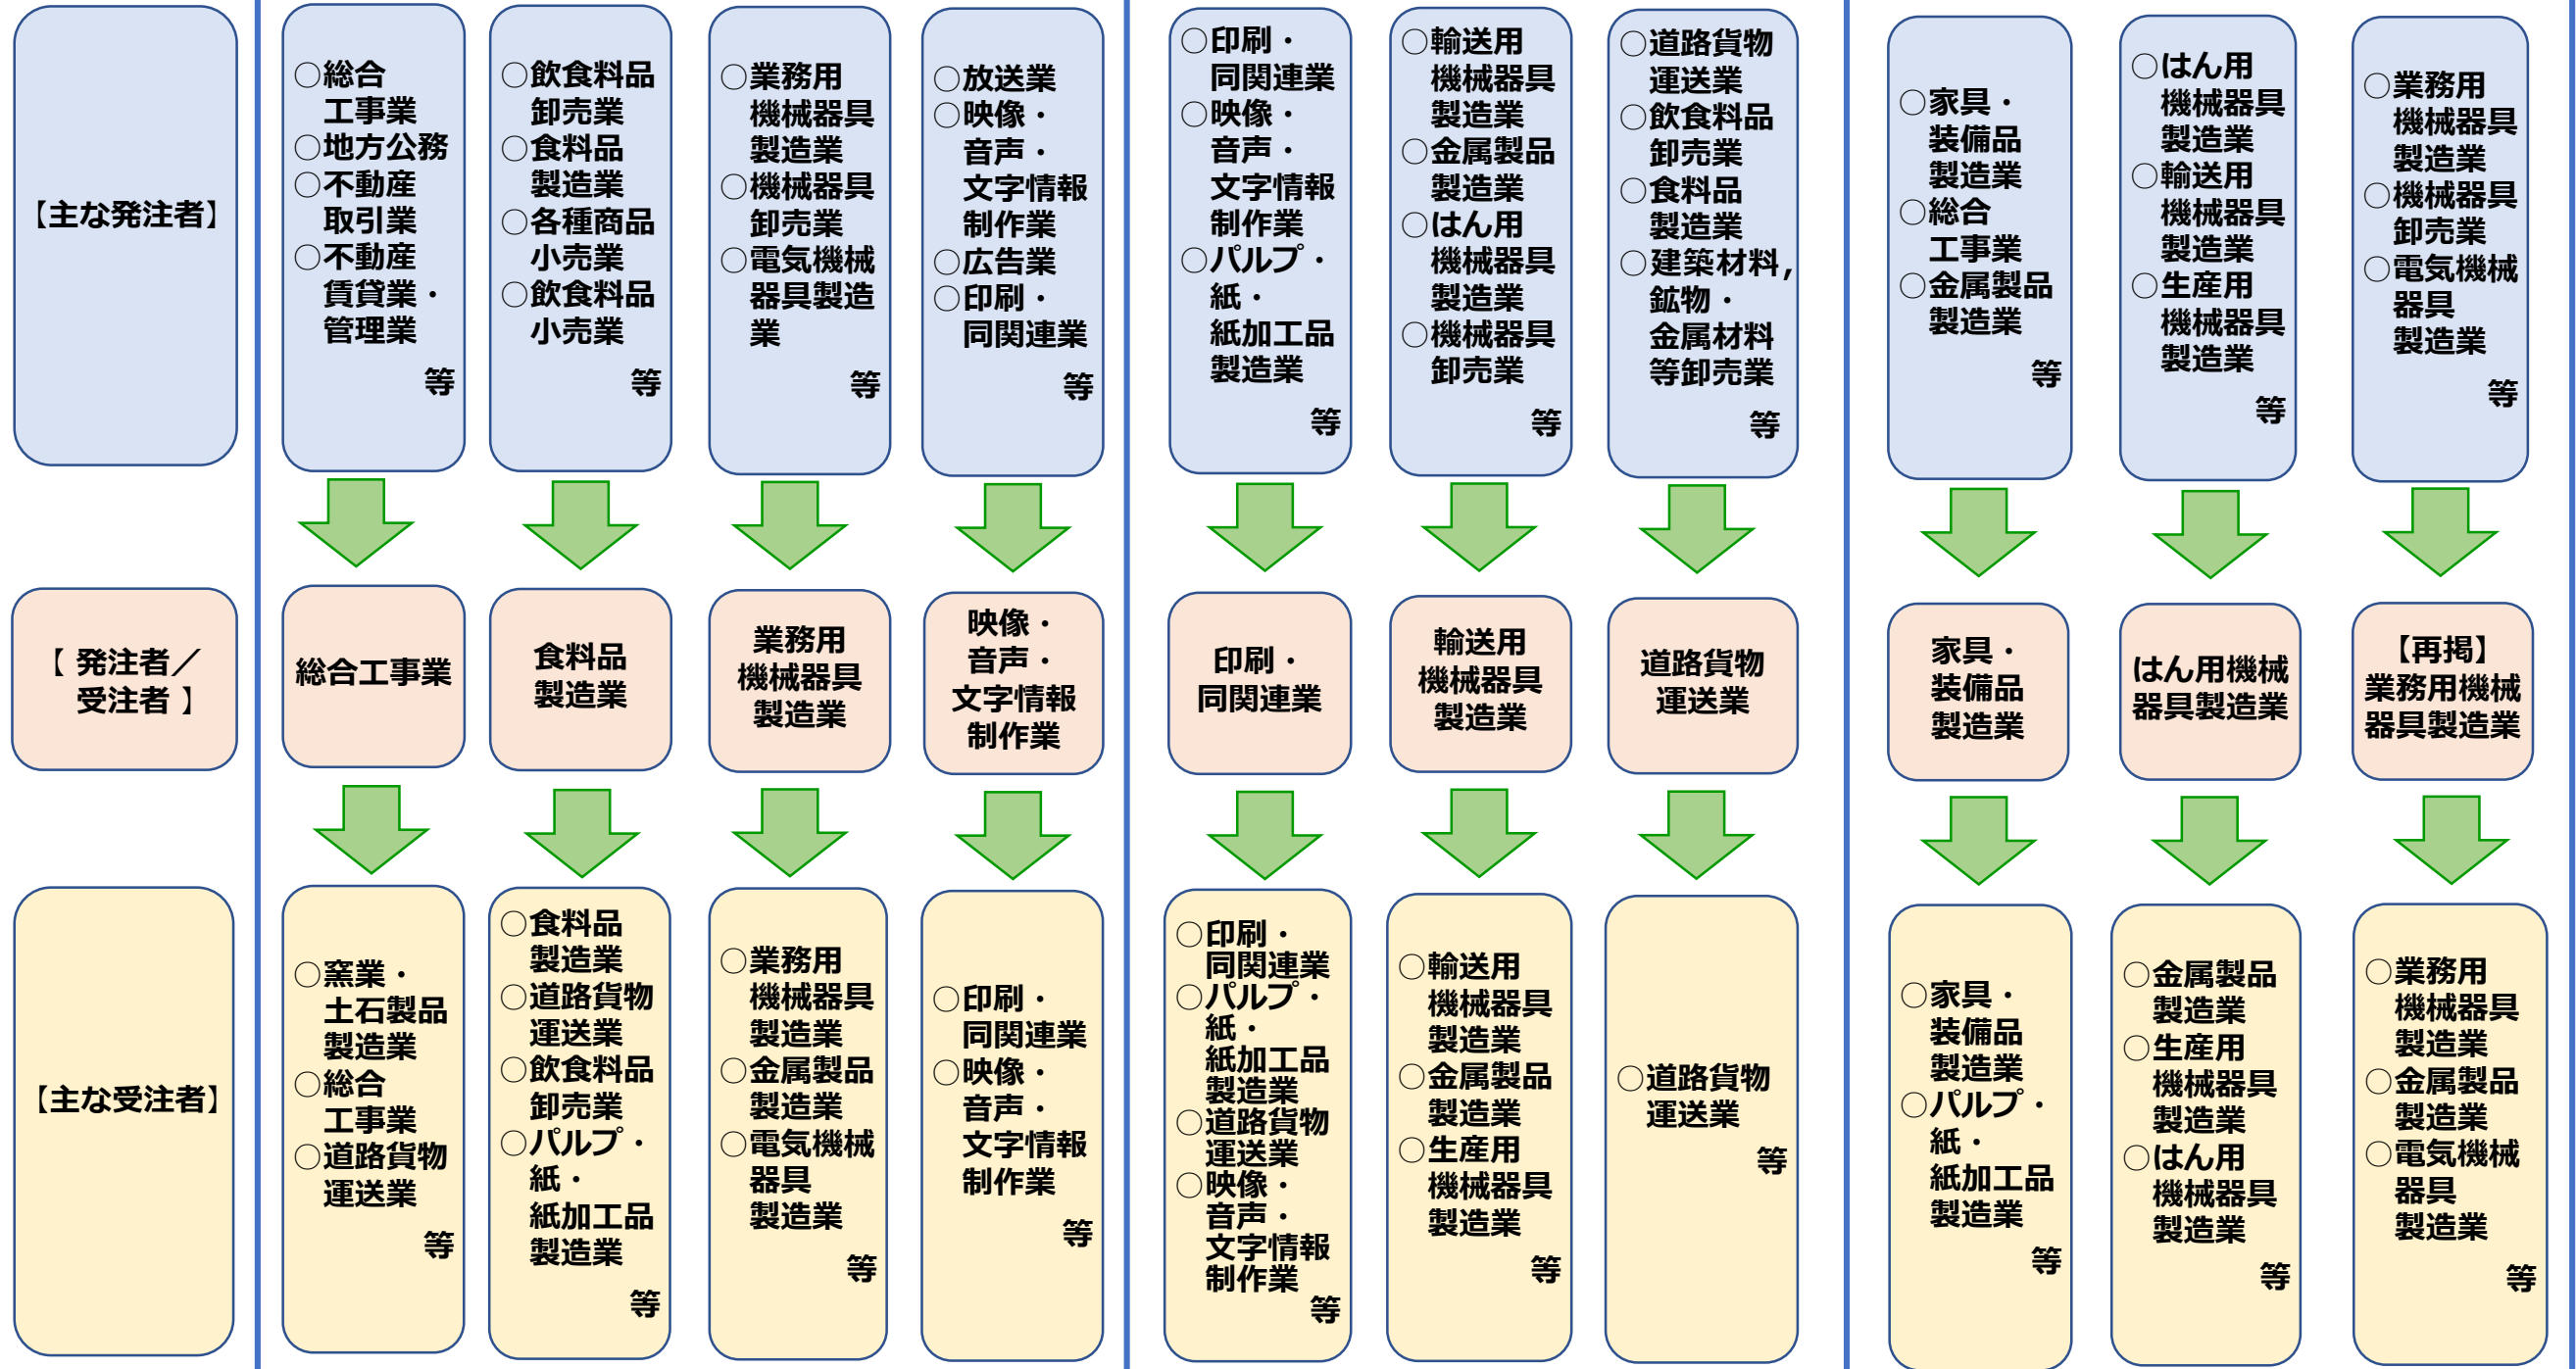 【主な発注者】
○総合
工事業
○地方公務
○不動産
取引業
○不動産
賃貸業・
管理業
等
○飲食料品
卸売業
○食料品
製造業
○各種商品
小売業
○飲食料品
小売業
等
○業務用
機械器具
製造業
○機械器具
卸売業
○電気機械
器具製造
業
等
○放送業
○映像・
音声・
文字情報
制作業
○広告業
○印刷・
同関連業
等
○印刷・
同関連業
○映像・
音声・
文字情報
制作業
○パルプ・
紙・
紙加工品
製造業
等
○輸送用
機械器具
製造業
○金属製品
製造業
○はん用
機械器具
製造業
○機械器具
卸売業
等
○道路貨物
運送業
○飲食料品
卸売業
○食料品
製造業
○建築材料,
鉱物・
金属材料
等卸売業
等
○家具・
装備品
製造業
○総合
工事業
○金属製品
製造業
等
○はん用
機械器具
製造業
○輸送用
機械器具
製造業
○生産用
機械器具
製造業
等
○業務用
機械器具
製造業
○機械器具
卸売業
○電気機械
器具
製造業
等
【 発注者／
受注者 】
総合工事業
食料品
製造業
業務用
機械器具
製造業
映像・
音声・
文字情報
制作業
印刷・
同関連業
輸送用
機械器具
製造業
道路貨物
運送業
家具・
装備品
製造業
はん用機械
器具製造業
【再掲】
業務用機械
器具製造業
【主な受注者】
○窯業・
土石製品
製造業
○総合
工事業
○道路貨物
運送業
等
○食料品
製造業
○道路貨物
運送業
○飲食料品
卸売業
○パルプ・
紙・
紙加工品
製造業
等
○業務用
機械器具
製造業
○金属製品
製造業
○電気機械
器具
製造業
等
○印刷・
同関連業
○映像・
音声・
文字情報
制作業
等
○印刷・
同関連業
○パルプ・
紙・
紙加工品
製造業
○道路貨物
運送業
○映像・
音声・
文字情報
制作業
等
○輸送用
機械器具
製造業
○金属製品
製造業
○生産用
機械器具
製造業
等
○道路貨物
運送業
等
○家具・
装備品
製造業
○パルプ・
紙・
紙加工品
製造業
等
○金属製品
製造業
○生産用
機械器具
製造業
○はん用
機械器具
製造業
等
○業務用
機械器具
製造業
○金属製品
製造業
○電気機械
器具
製造業
等